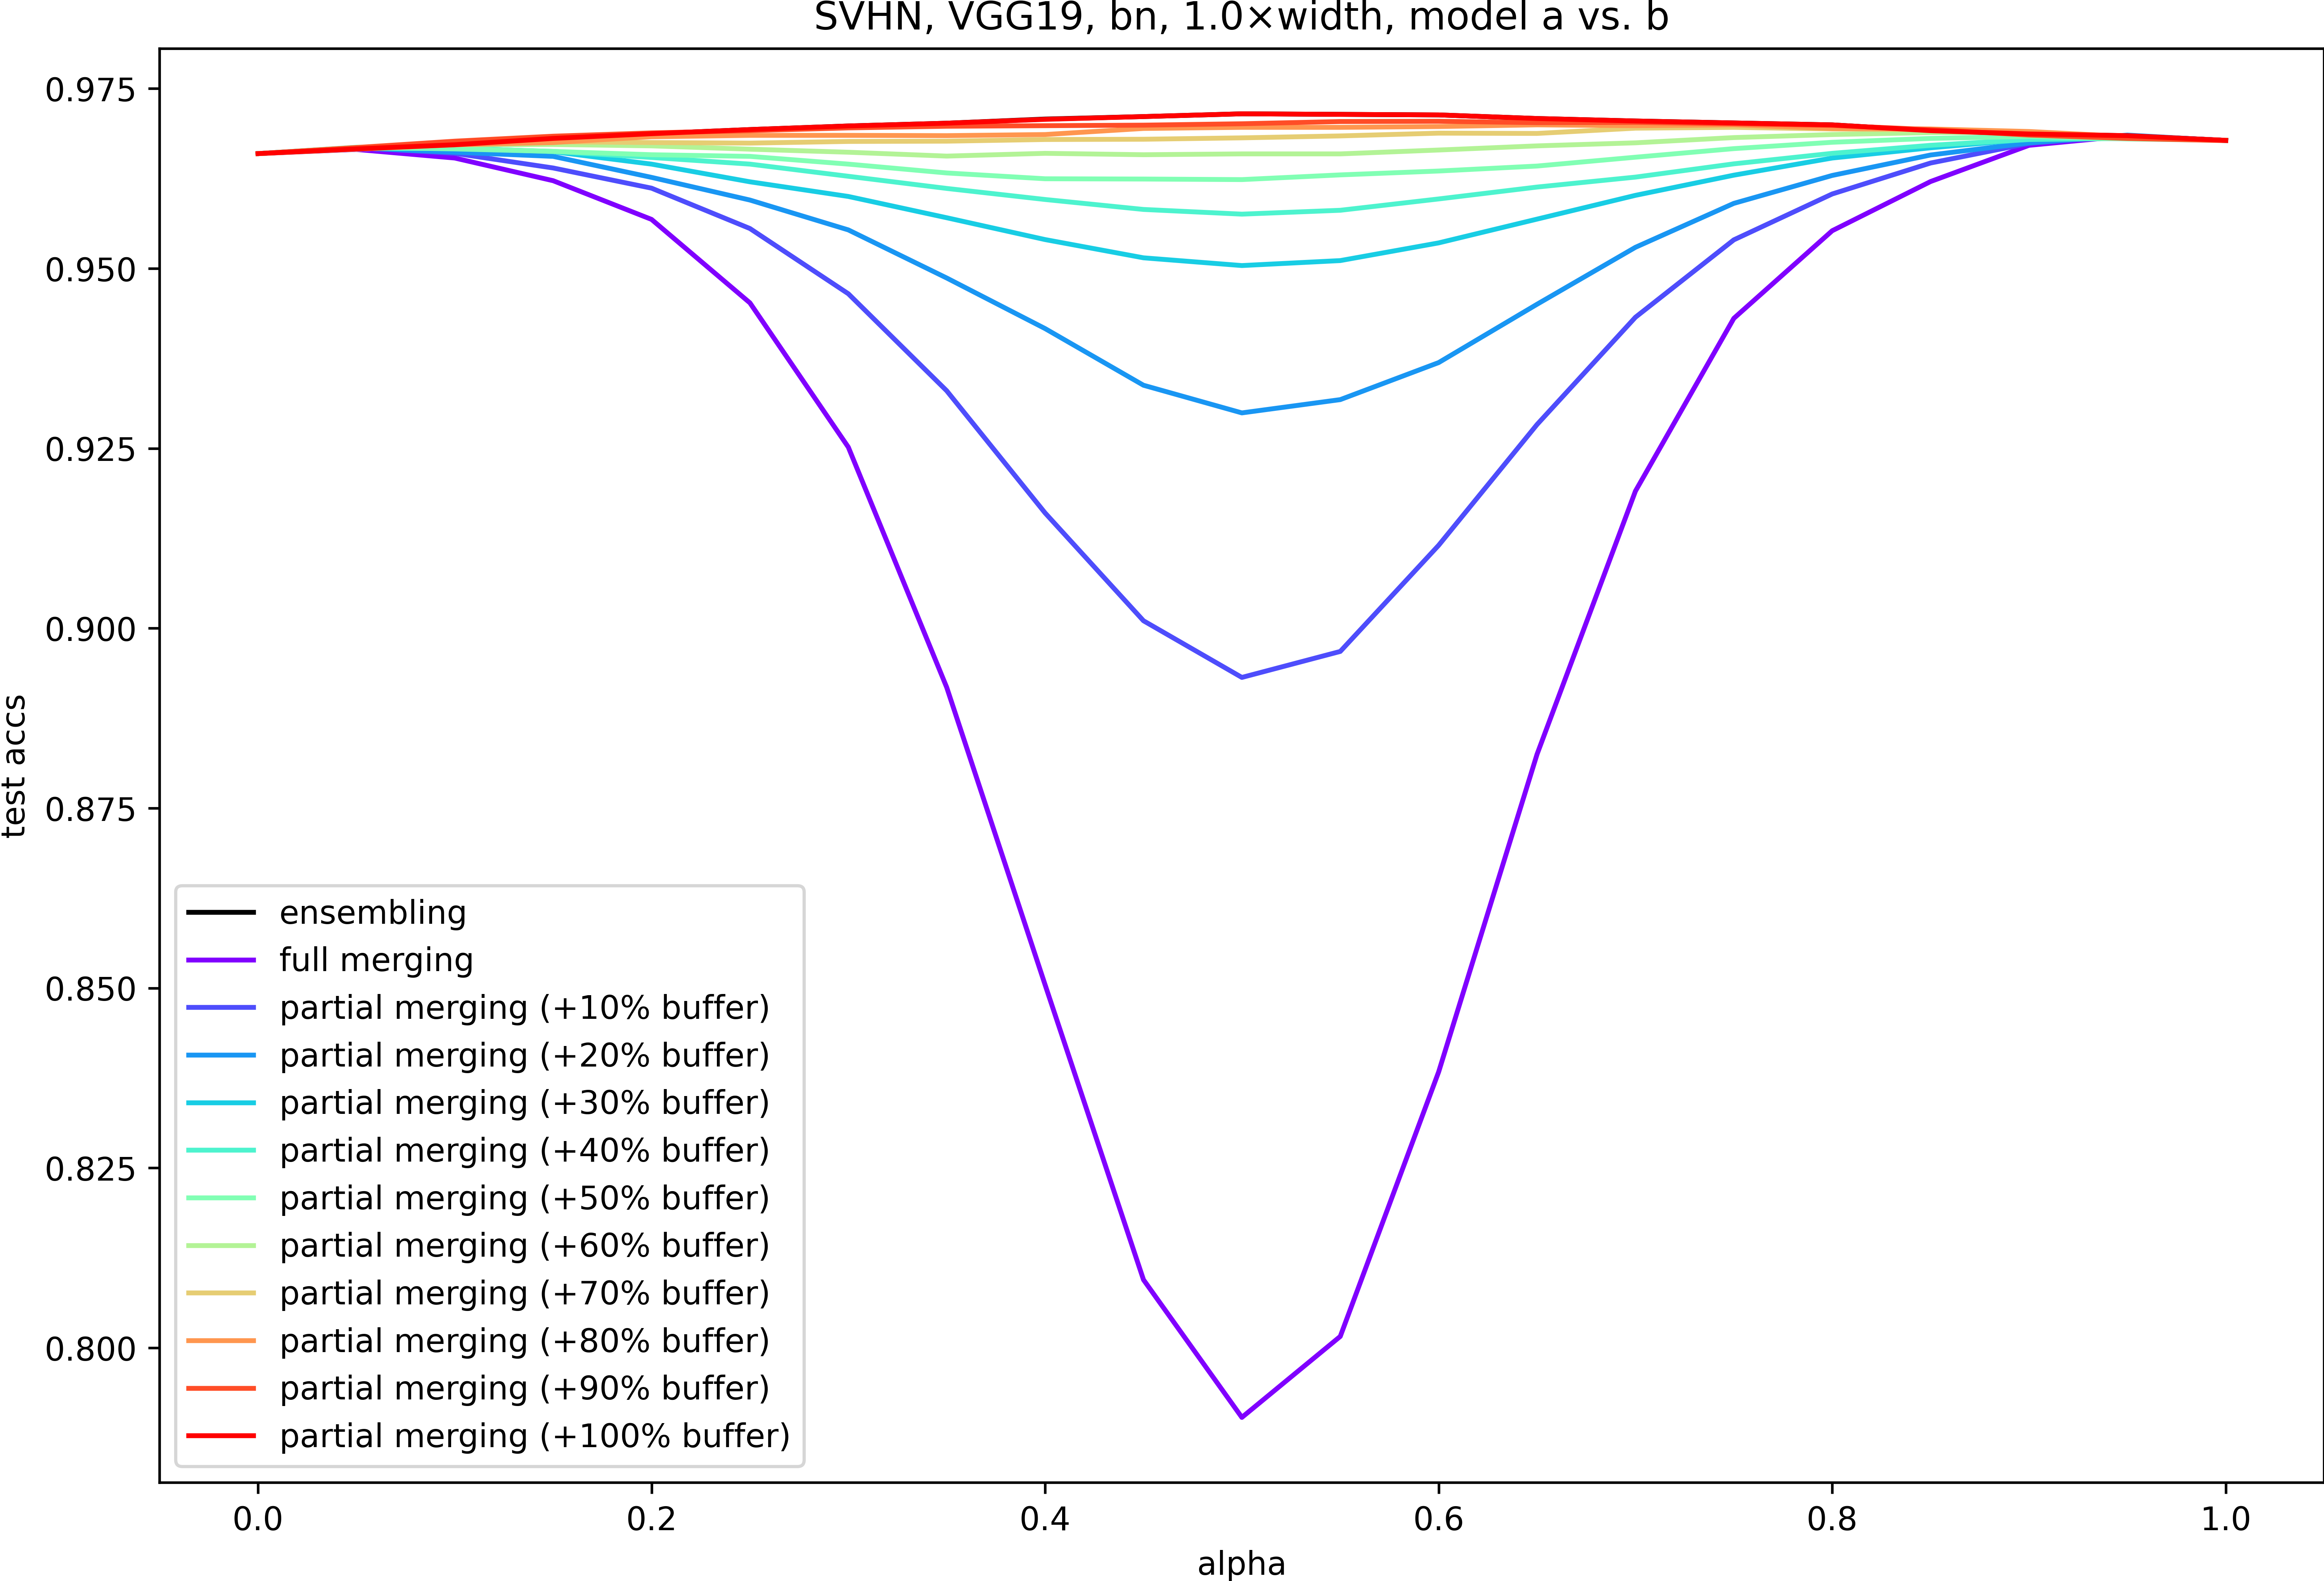 SVHN, VGG19, bn, 1.0×width, model a vs. b
0.975
0.950
0.925
0.900
0.875
0.850
0.825
0.800
test accs
ensembling
full merging
partial merging (+10% buffer)
partial merging (+20% buffer)
partial merging (+30% buffer)
partial merging (+40% buffer)
partial merging (+50% buffer)
partial merging (+60% buffer)
partial merging (+70% buffer)
partial merging (+80% buffer)
partial merging (+90% buffer)
partial merging (+100% buffer)
0.0 0.2 0.4 0.6 0.8 1.0
alpha